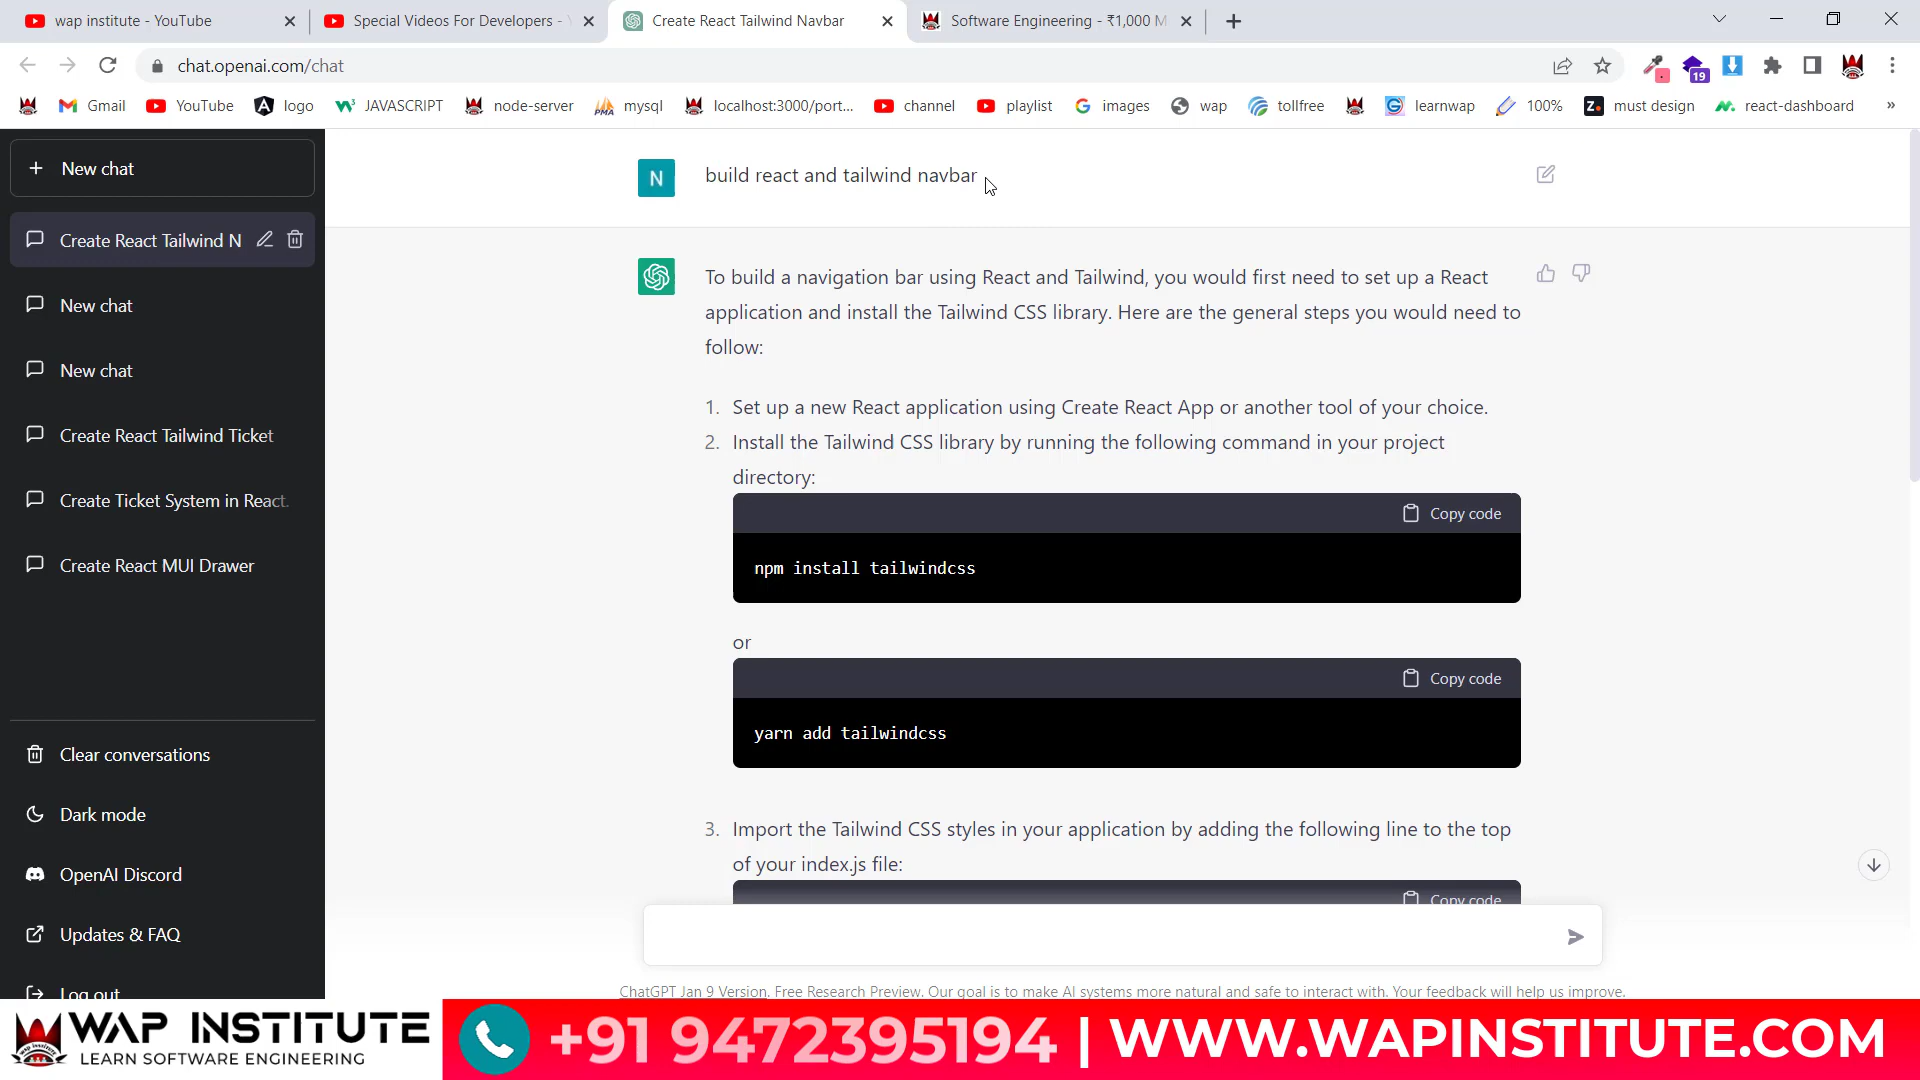 wap institute - YouTube
Special Videos For Developers -
Create React Tailwind Navbar
Software Engineering - ₹1,000 M
chat.openai.com/chat
19
Gmail
YouTube
logo
JAVASCRIPT
node-server
mysql
localhost:3000/port...
channel
playlist
images
wap
tollfree
learnwap
100%
must design
react-dashboard
»
New chat
Create React Tailwind N
New chat
New chat
Create React Tailwind Ticket
Create Ticket System in React.
Create React MUI Drawer
Clear conversations
Dark mode
OpenAI Discord
Updates & FAQ
Log out
N
build react and tailwind navbar
To build a navigation bar using React and Tailwind, you would first need to set up a React
application and install the Tailwind CSS library. Here are the general steps you would need to
follow:
1. Set up a new React application using Create React App or another tool of your choice.
2. Install the Tailwind CSS library by running the following command in your project
directory:
Copy code
npm install tailwindcss
or
Copy code
yarn add tailwindcss
3. Import the Tailwind CSS styles in your application by adding the following line to the top
of your index.js file:
Copy code
ChatGPT Jan 9 Version. Free Research Preview. Our goal is to make AI systems more natural and safe to interact with. Your feedback will help us improve.
WAP INSTITUTE
LEARN SOFTWARE ENGINEERING
+91 9472395194 | WWW.WAPINSTITUTE.COM